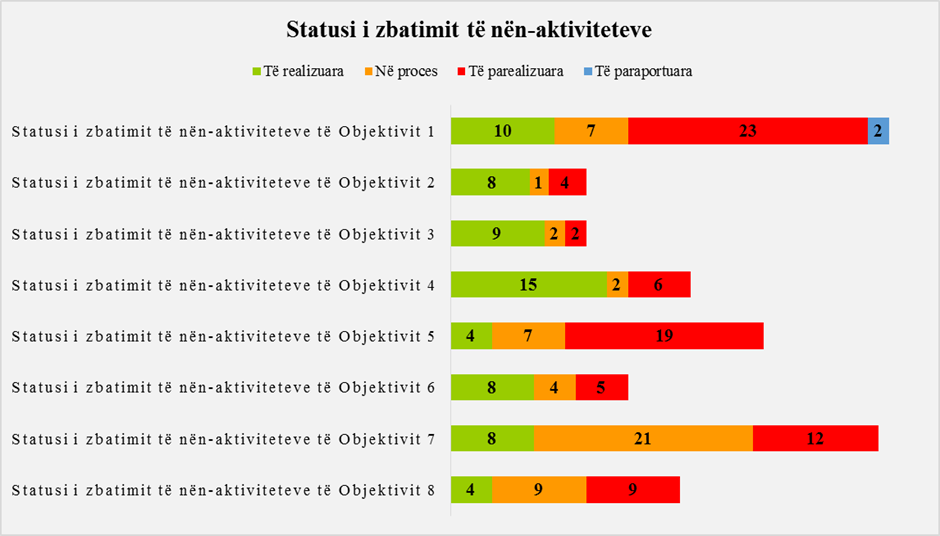 Statusi i zbatimit të nën-aktiviteteve
Të realizuara Në proces Të parealizuara Të paraportuara
Statusi i zbatimit të nën-aktiviteteve të Objektivit 1 10 7 23 2
Statusi i zbatimit të nën-aktiviteteve të Objektivit 2 8 1 4
Statusi i zbatimit të nën-aktiviteteve të Objektivit 3 9 2 2
Statusi i zbatimit të nën-aktiviteteve të Objektivit 4 15 2 6
Statusi i zbatimit të nën-aktiviteteve të Objektivit 5 4 7 19
Statusi i zbatimit të nën-aktiviteteve të Objektivit 6 8 4 5
Statusi i zbatimit të nën-aktiviteteve të Objektivit 7 8 21 12
Statusi i zbatimit të nën-aktiviteteve të Objektivit 8 4 9 9